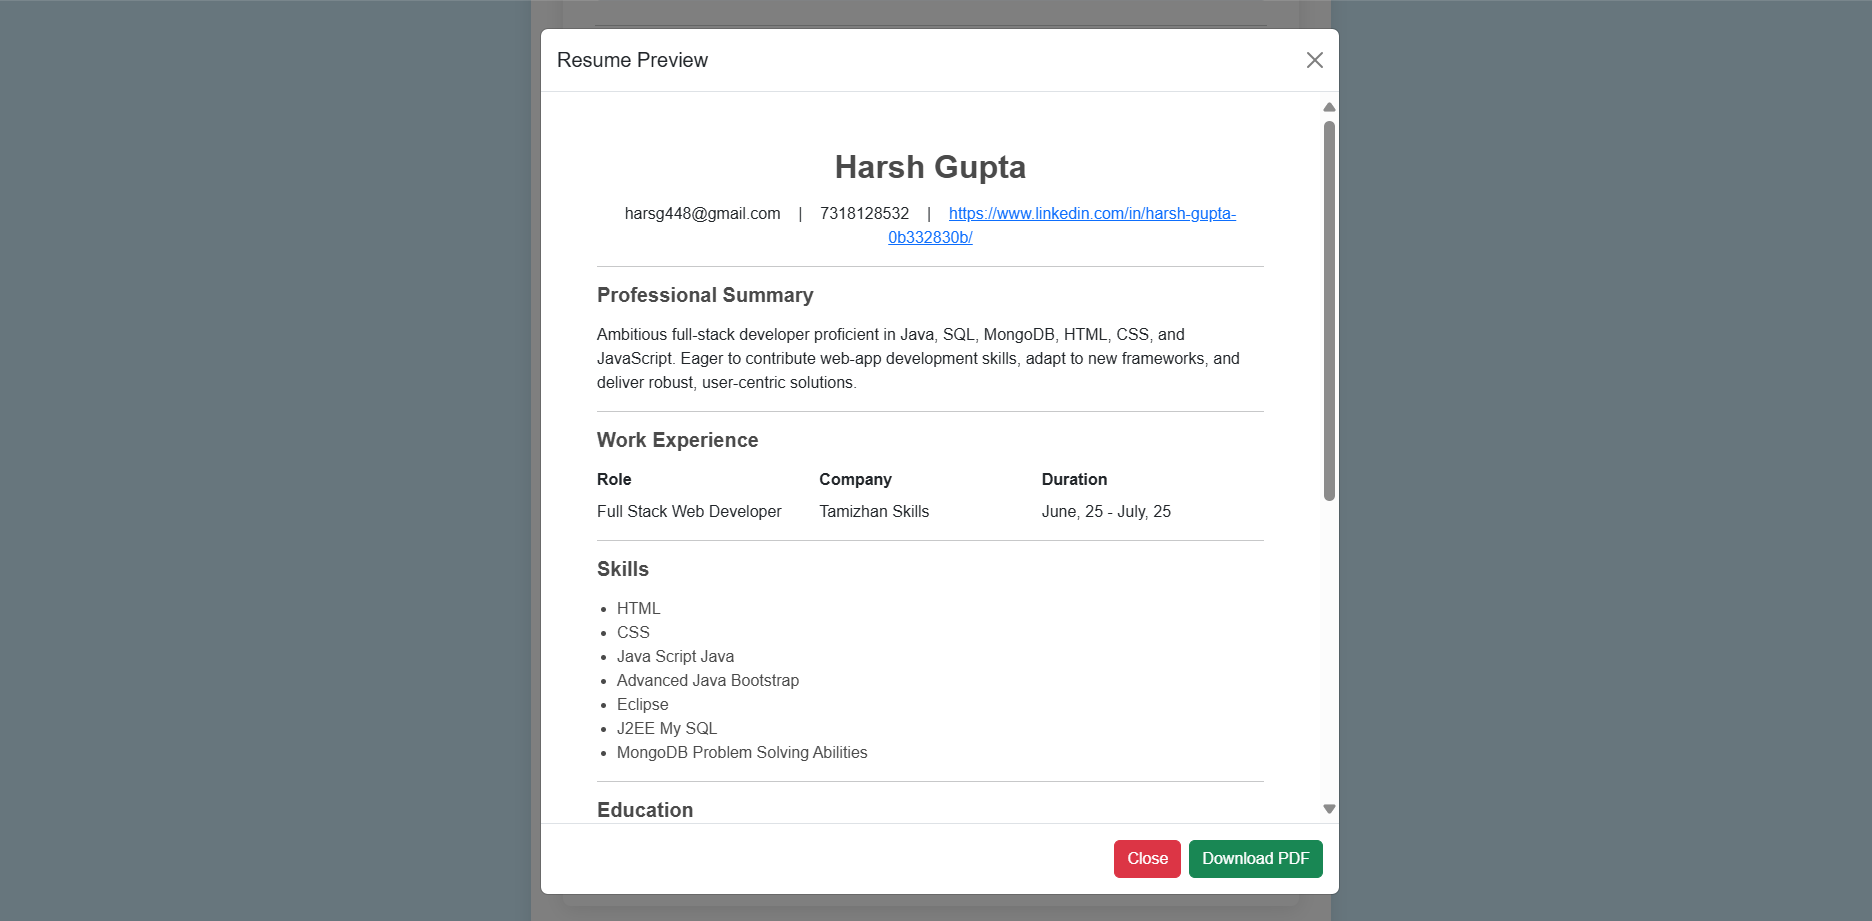 Resume Preview
Harsh Gupta
harsg448@gmail.com | 7318128532 | https://www.linkedin.com/in/harsh-gupta-
0b332830b/
Professional Summary
Ambitious full-stack developer proficient in Java, SQL, MongoDB, HTML, CSS, and
JavaScript. Eager to contribute web-app development skills, adapt to new frameworks, and
deliver robust, user-centric solutions.
Work Experience
Role Company Duration
Full Stack Web Developer Tamizhan Skills June, 25 - July, 25
Skills
• HTML
• CSS
• Java Script Java
• Advanced Java Bootstrap
• Eclipse
• J2EE My SQL
• MongoDB Problem Solving Abilities
Education
Close Download PDF